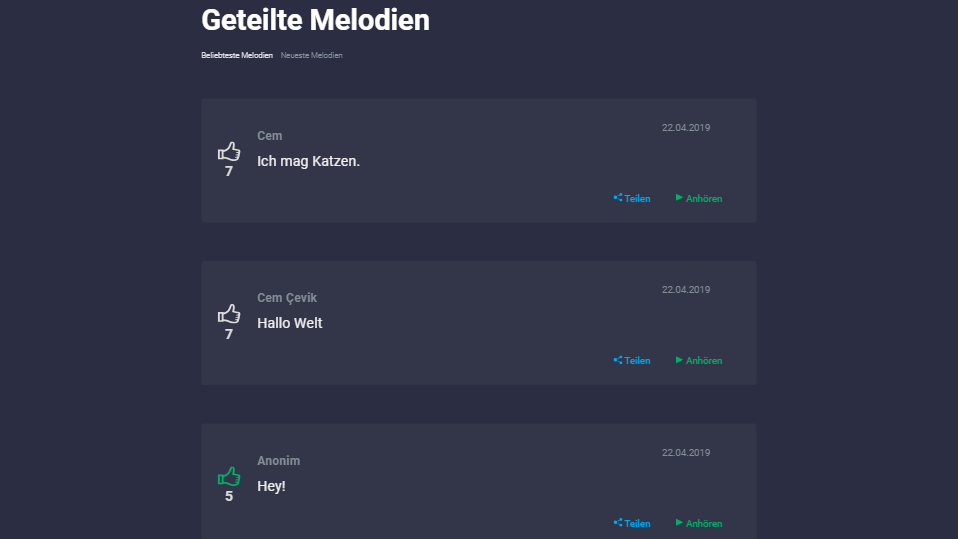 Geteilte Melodien
Beliebteste Melodien Neueste Melodien
Cem 22.04.2019
Ich mag Katzen.
7
Teilen Anhören
Cem Çevik 22.04.2019
Hallo Welt
7
Teilen Anhören
Anonim 22.04.2019
Hey!
5
Teilen Anhören